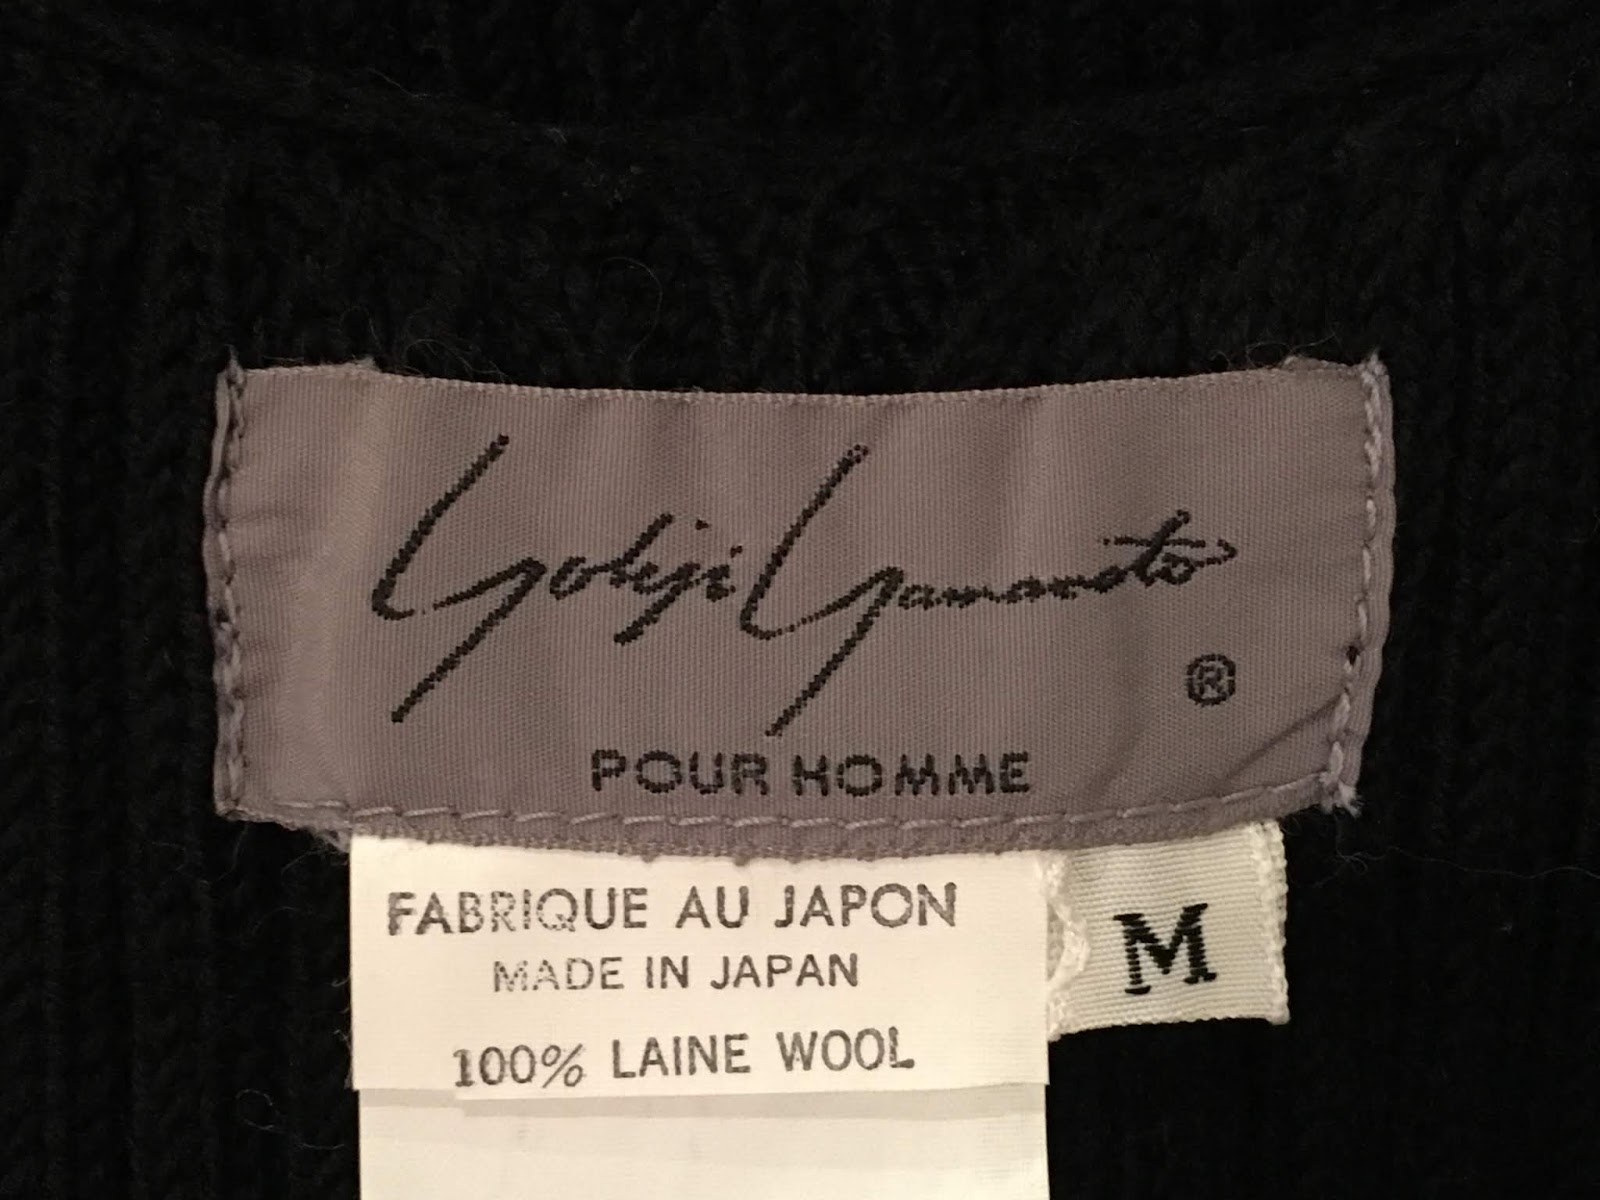 Yohji Yamamoto
®
POUR HOMME
FABRIQUE AU JAPON
MADE IN JAPAN
100% LAINE WOOL
M